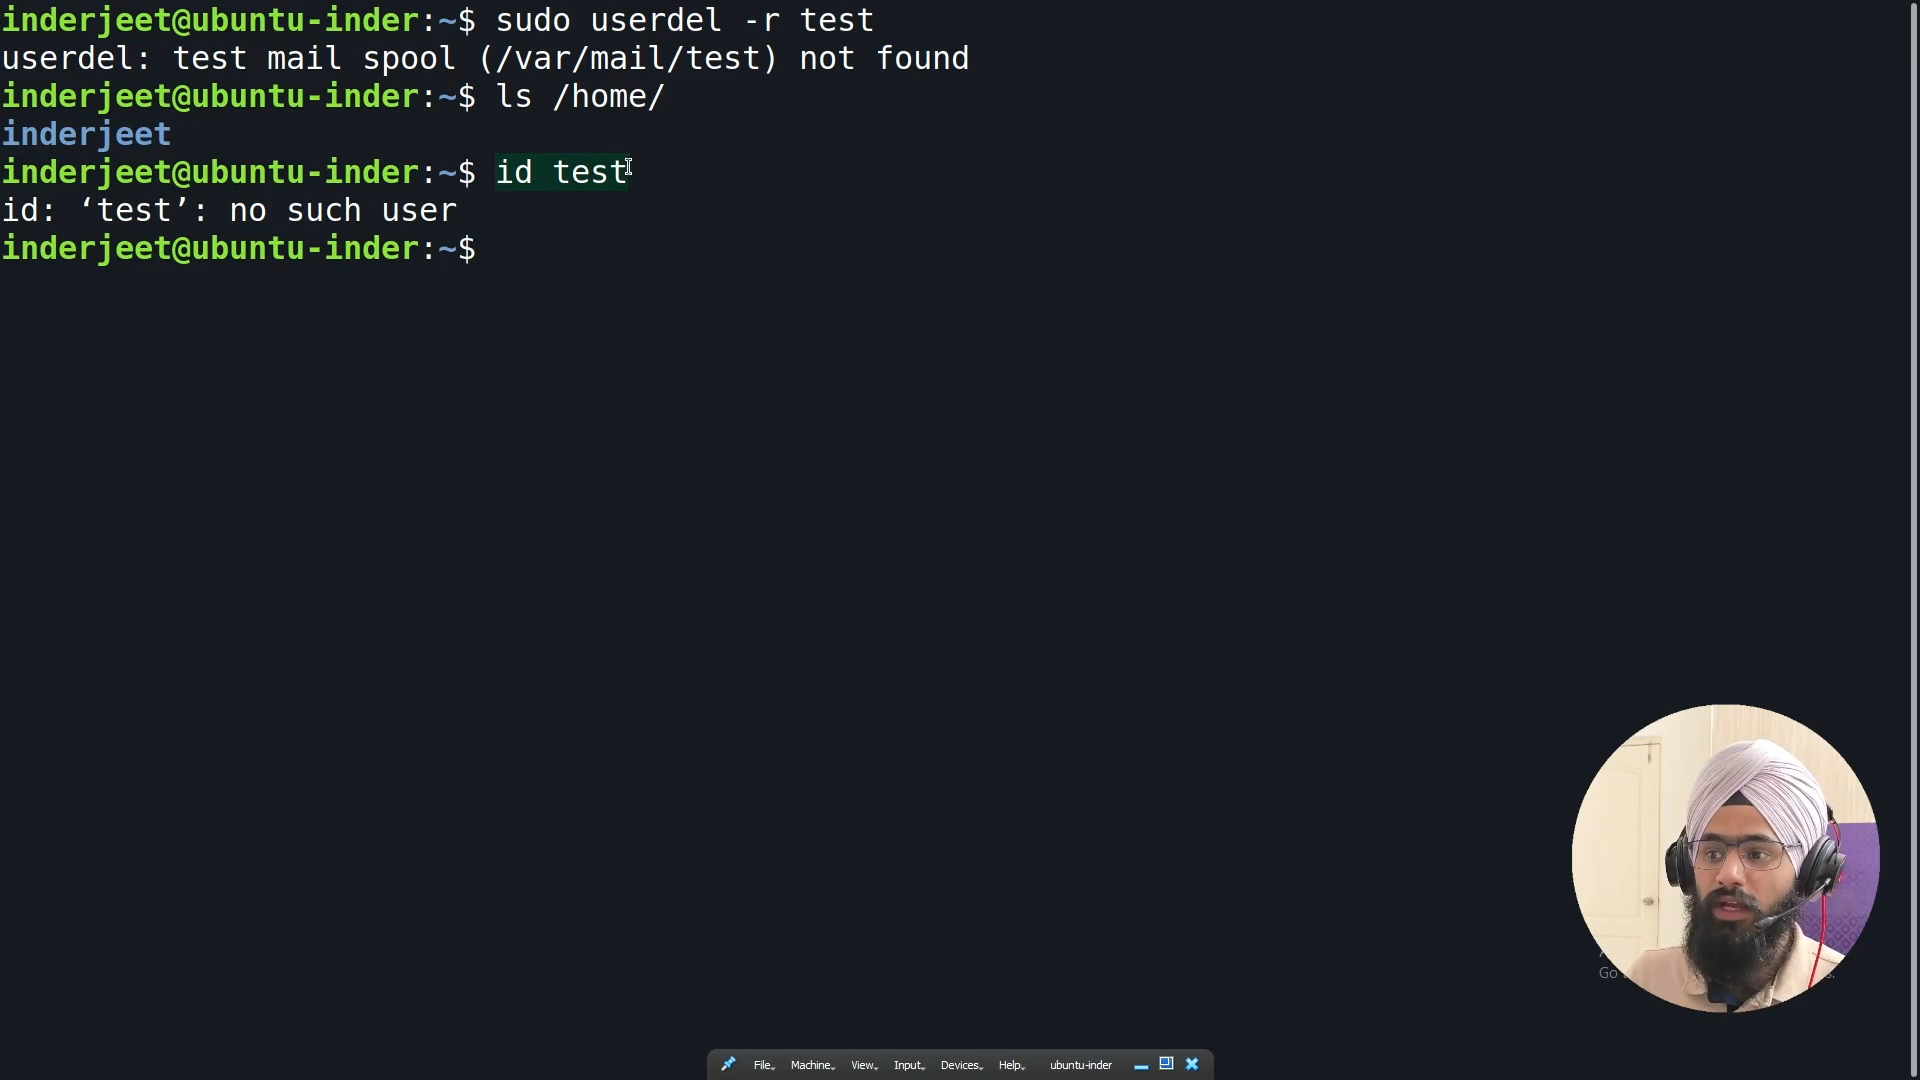 inderjeet@ubuntu-inder:~$ sudo userdel -r test
userdel: test mail spool (/var/mail/test) not found
inderjeet@ubuntu-inder:~$ ls /home/
inderjeet
inderjeet@ubuntu-inder:~$ id test
id: ‘test’: no such user
inderjeet@ubuntu-inder:~$
Go
File Machine View Input Devices Help ubuntu-inder